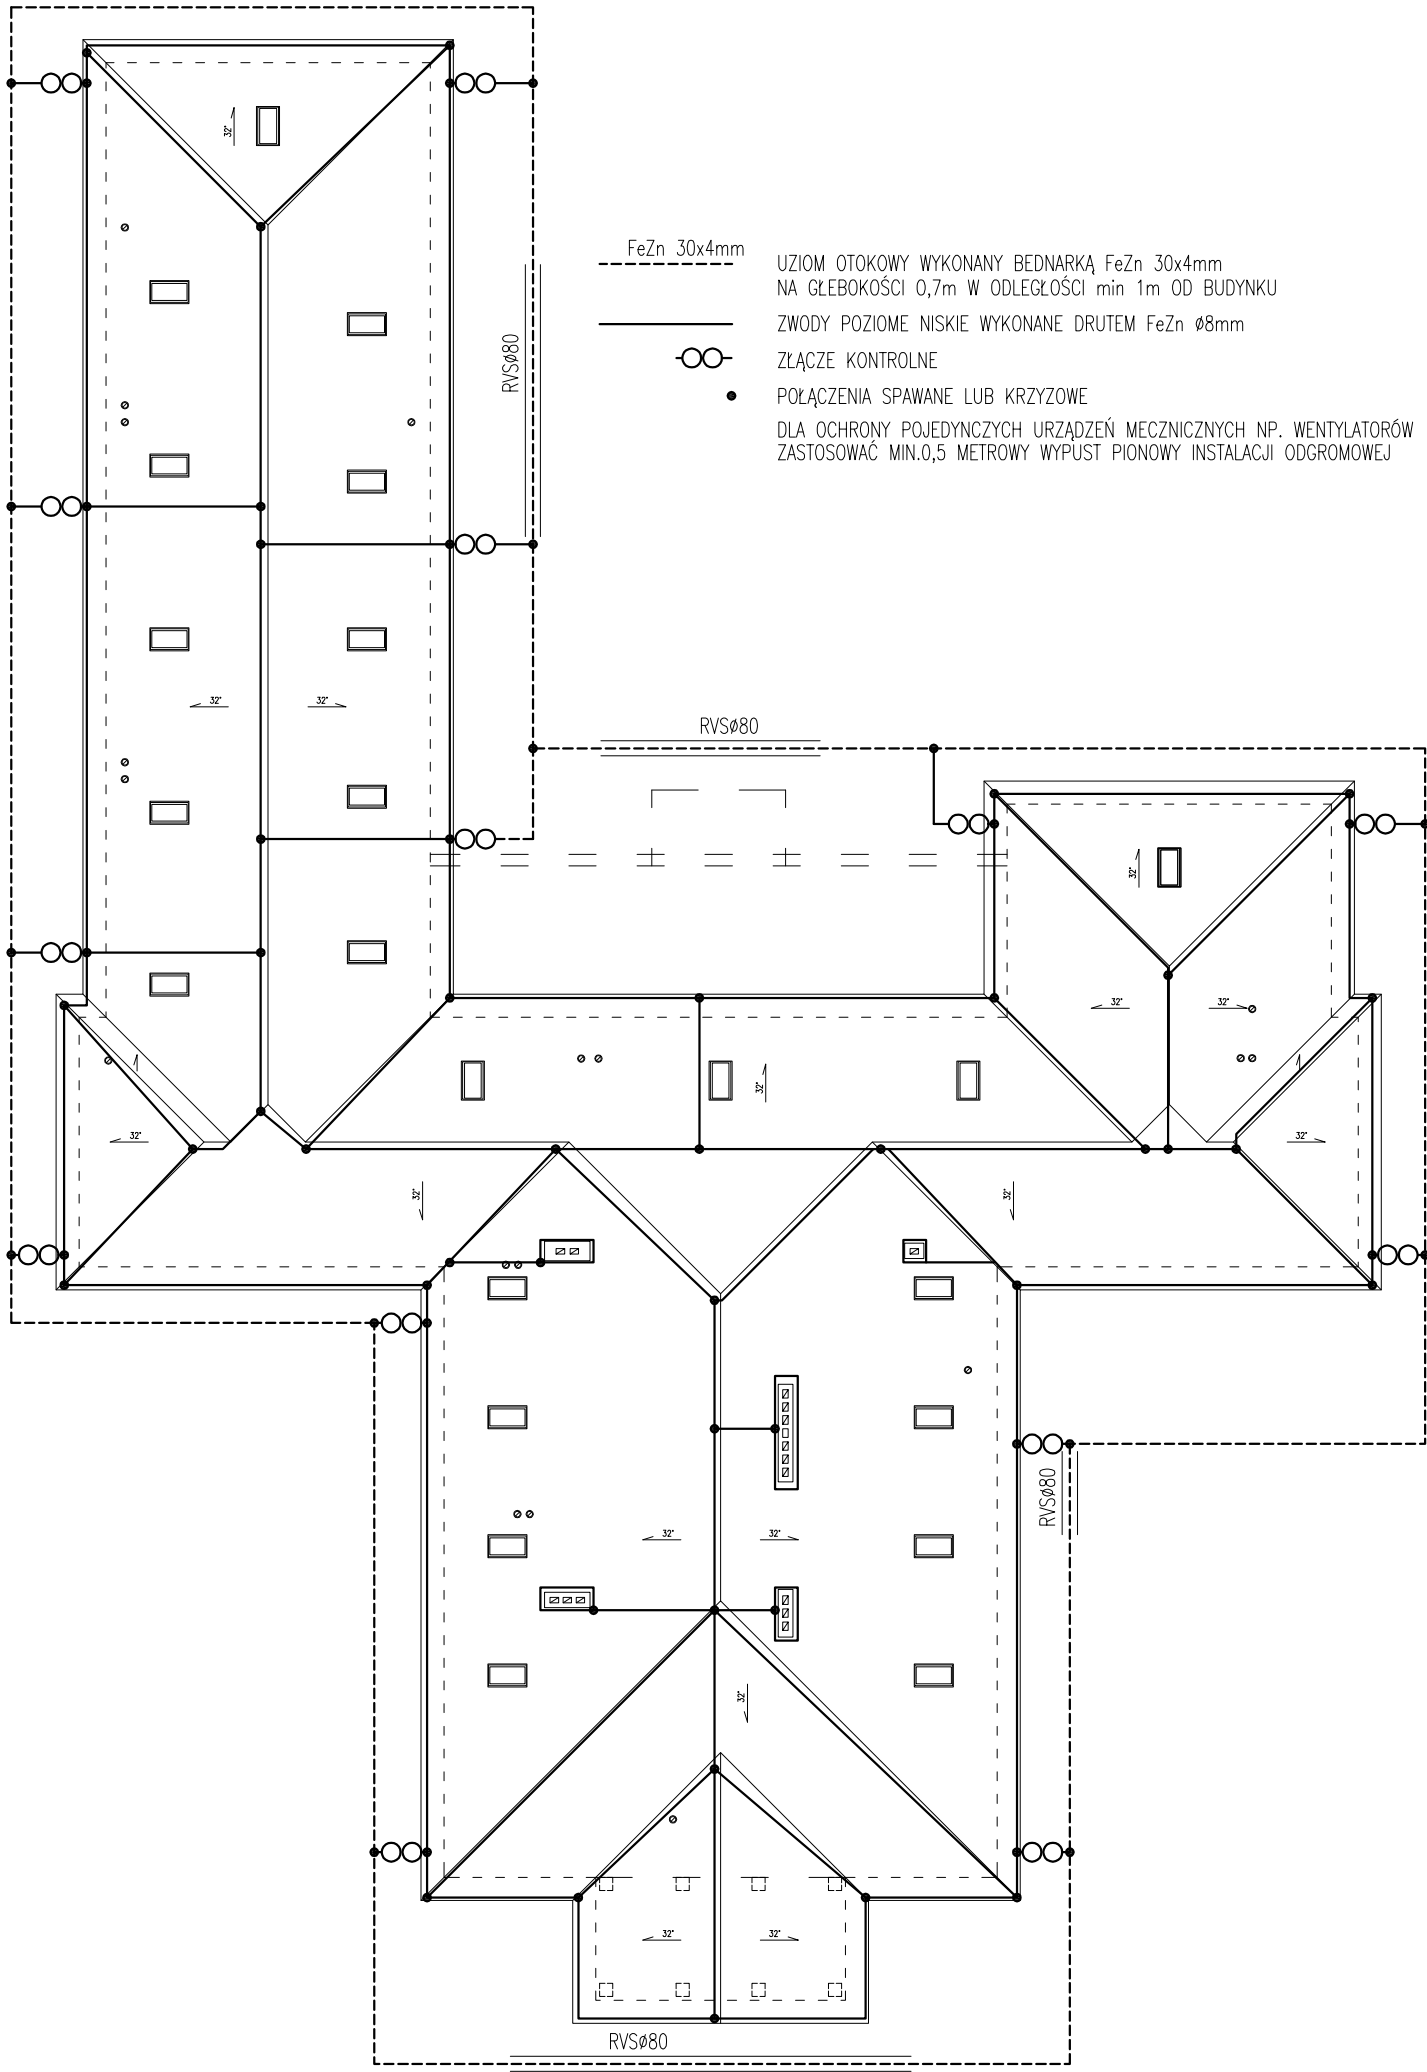 32°
FeZn 30x4mm
UZIOM OTOKOWY WYKONANY BEDNARKĄ FeZn 30x4mm
NA GŁEBOKOŚCI 0,7m W ODLEGŁOŚCI min 1m OD BUDYNKU
ZWODY POZIOME NISKIE WYKONANE DRUTEM FeZn Ø8mm
RVSØ80
ZŁĄCZE KONTROLNE
POŁĄCZENIA SPAWANE LUB KRZYZOWE
DLA OCHRONY POJEDYNCZYCH URZĄDZEŃ MECZNICZNYCH NP. WENTYLATORÓW
ZASTOSOWAĆ MIN.0,5 METROWY WYPUST PIONOWY INSTALACJI ODGROMOWEJ
32°
32°
RVSØ80
32°
32°
32°
32°
32°
32°
32°
32°
RVSØ80
32°
32°
32°
32°
32°
RVSØ80